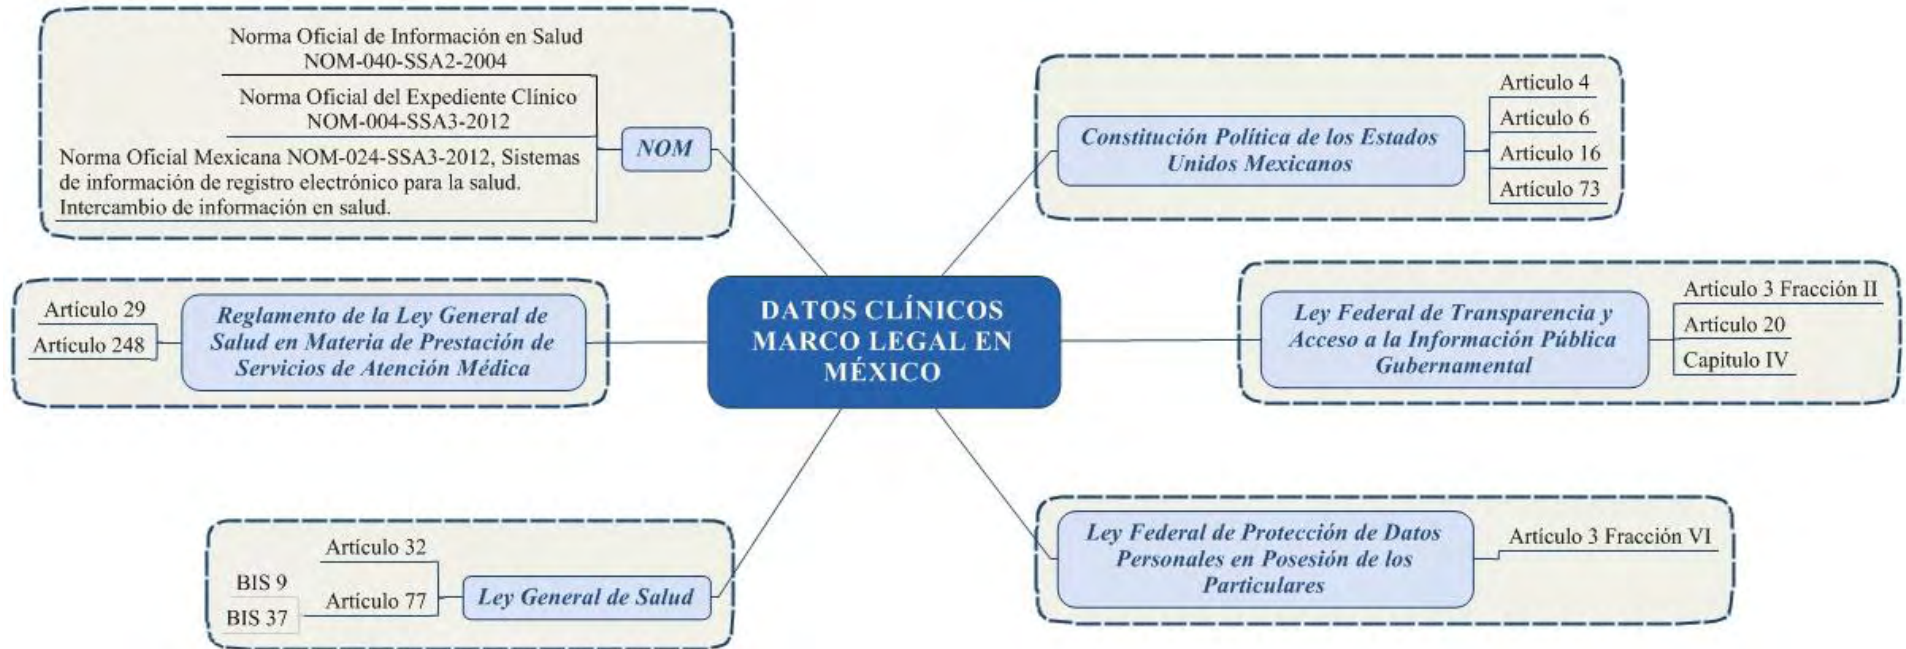 Norma Oficial de Información en Salud
NOM-040-SSA2-2004
Norma Oficial del Expediente Clínico
NOM-004-SSA3-2012
Norma Oficial Mexicana NOM-024-SSA3-2012, Sistemas
de información de registro electrónico para la salud.
Intercambio de información en salud.
NOM
Constitución Política de los Estados
Unidos Mexicanos
Artículo 4
Artículo 6
Artículo 16
Artículo 73
Artículo 29
Artículo 248
Reglamento de la Ley General de
Salud en Materia de Prestación de
Servicios de Atención Médica
DATOS CLÍNICOS
MARCO LEGAL EN
MÉXICO
Ley Federal de Transparencia y
Acceso a la Información Pública
Gubernamental
Artículo 3 Fracción II
Artículo 20
Capítulo IV
Artículo 32
BIS 9
BIS 37
Artículo 77
Ley General de Salud
Ley Federal de Protección de Datos
Personales en Posesión de los
Particulares
Artículo 3 Fracción VI